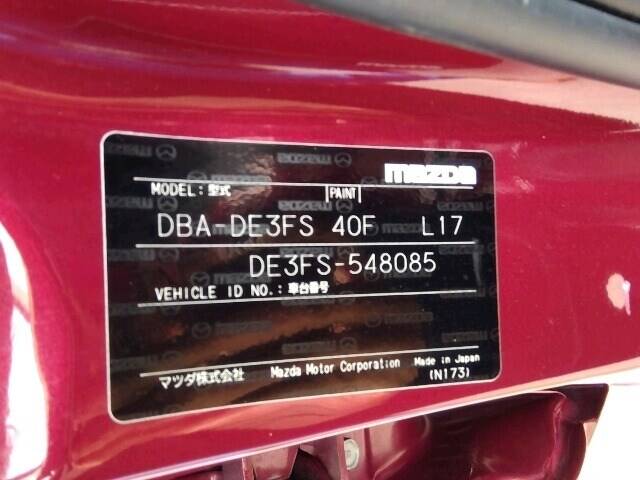 mazda
MODEL: 型式 PAINT
DBA-DE3FS 40F L17
DE3FS-548085
VEHICLE ID NO.: 車台番号
マツダ株式会社 Mazda Motor Corporation Made in Japan
(N173)